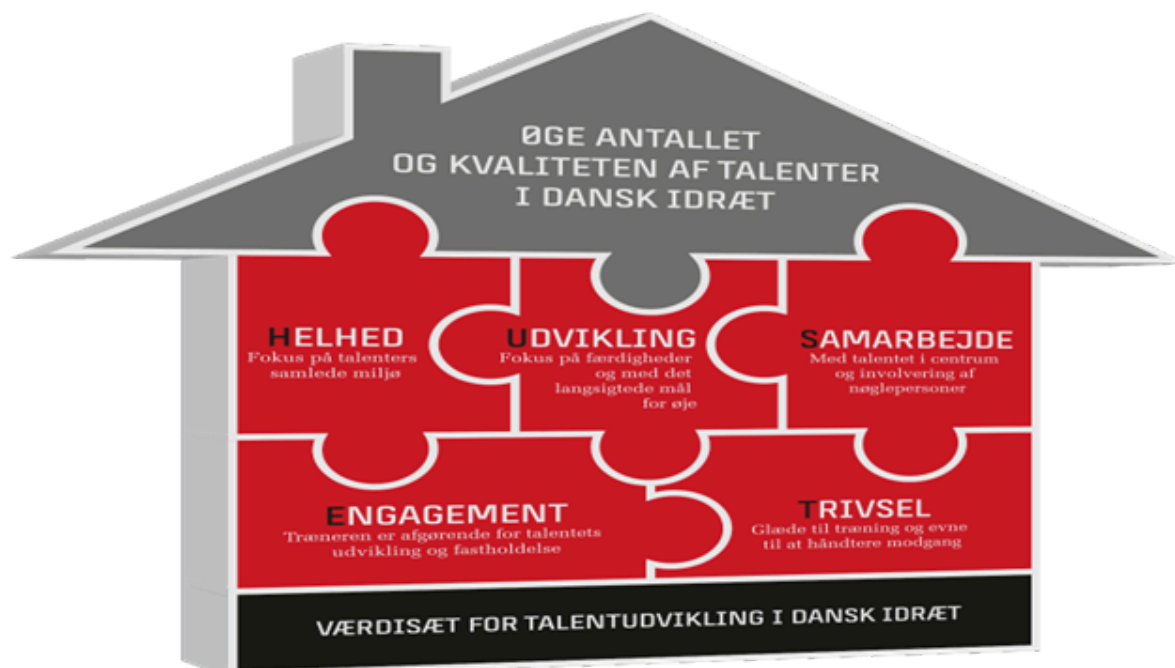 ØGE ANTALLET
OG KVALITETEN AF TALENTER
I DANSK IDRÆT
HELHED
Fokus på talenters
samlede miljø
UDVIKLING
Fokus på færdigheder
og med det
langsigtede mål
for øje
SAMARBEJDE
Med talentet i centrum
og involvering af
nøglepersoner
ENGAGEMENT
Træneren er afgørende for talentets
udvikling og fastholdelse
TRIVSEL
Glæde til træning og evne
til at håndtere modgang
VÆRDISÆT FOR TALENTUDVIKLING I DANSK IDRÆT